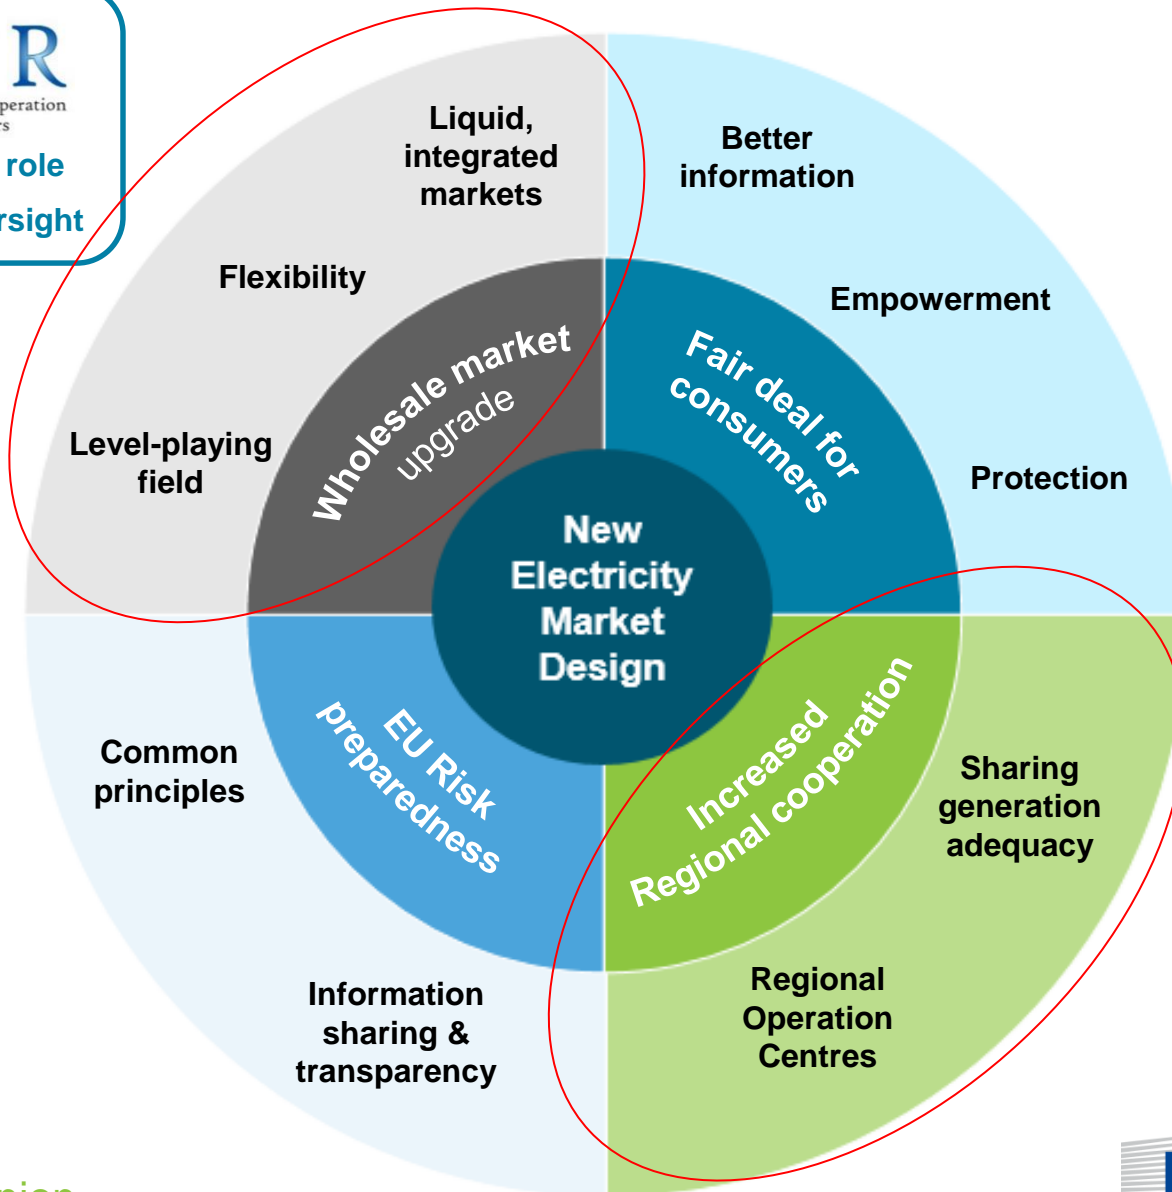 R
role
Liquid,
integrated
markets
Flexibility
Level-playing
field
Wholesale market
upgrade
Better
information
Empowerment
Protection
Fair deal for
consumers
New
Electricity
Market
Design
Common
principles
Information
sharing &
transparency
EU Risk
preparedness
Increased
Regional cooperation
Sharing
generation
adequacy
Regional
Operation
Centres